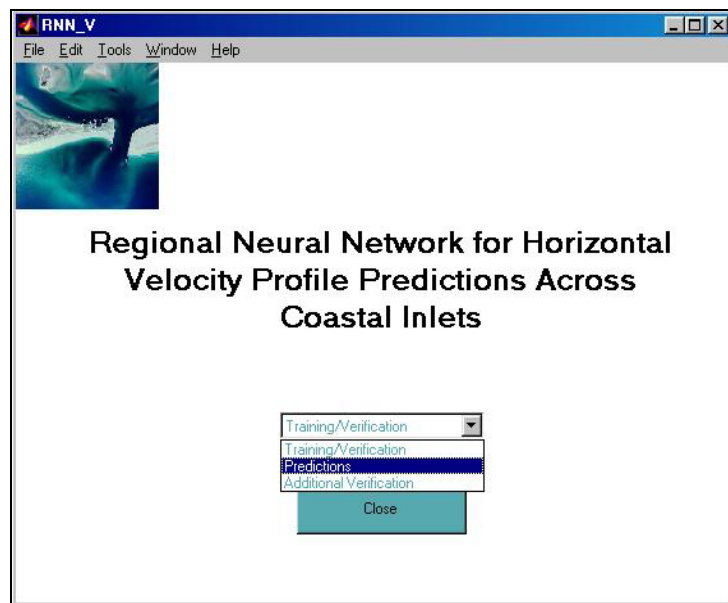 RNN_V
File Edit Tools Window Help
Regional Neural Network for Horizontal
Velocity Profile Predictions Across
Coastal Inlets
Training/Verification
Training/Verification
Predictions
Additional Verification
Close